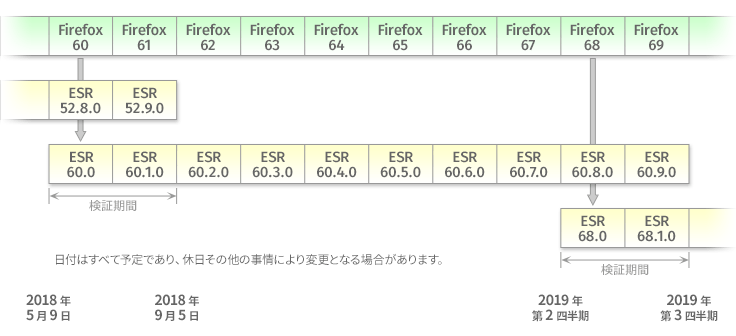 Firefox 60
Firefox 61
Firefox 62
Firefox 63
Firefox 64
Firefox 65
Firefox 66
Firefox 67
Firefox 68
Firefox 69
ESR 52.8.0
ESR 52.9.0
ESR 60.0
ESR 60.1.0
ESR 60.2.0
ESR 60.3.0
ESR 60.4.0
ESR 60.5.0
ESR 60.6.0
ESR 60.7.0
ESR 60.8.0
ESR 60.9.0
検証期間
ESR 68.0
ESR 68.1.0
検証期間
日付はすべて予定であり、休日その他の事情により変更となる場合があります。
2018 年
5 月 9 日
2018 年
9 月 5 日
2019 年
第 2 四半期
2019 年
第 3 四半期